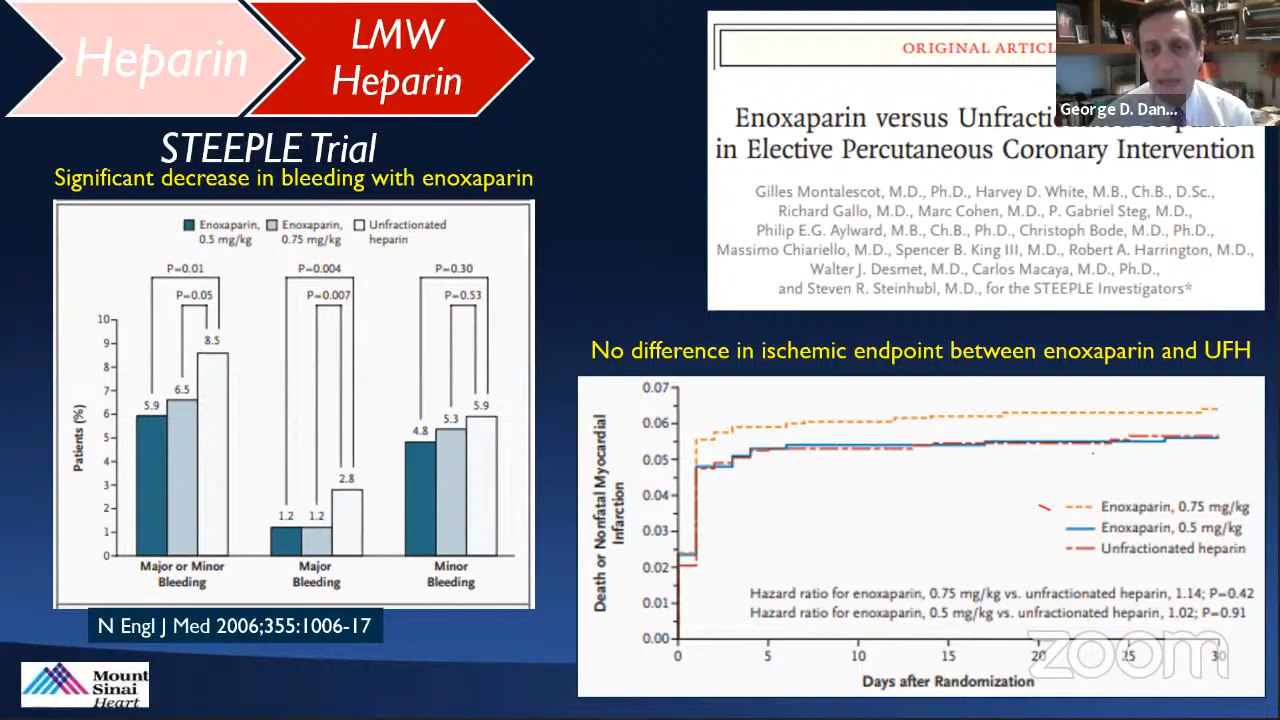 Heparin
LMW
Heparin
STEEPLE Trial
Significant decrease in bleeding with enoxaparin
Enoxaparin,
0.5 mg/kg
Enoxaparin,
0.75 mg/kg
Unfractionated
heparin
P=0.01
P=0.004
P=0.30
P=0.05
P=0.007
P=0.53
Patients (%)
10
9
8
7
6
5
4
3
2
1
0
5.9
6.5
8.5
1.2
1.2
2.8
4.8
5.3
5.9
Major or Minor
Bleeding
Major
Bleeding
Minor
Bleeding
N Engl J Med 2006;355:1006-17
Mount
Sinai
Heart
ORIGINAL ARTIC
George D. Dan...
Enoxaparin versus
in Elective Percutaneous Coronary Intervention
Gilles Montalescot, M.D., Ph.D., Harvey D. White, M.B., Ch.B., D.Sc.,
Richard Gallo, M.D., Marc Cohen, M.D., P. Gabriel Steg, M.D.,
Philip E.G. Aylward, M.B., Ch.B., Ph.D., Christoph Bode, M.D., Ph.D.,
Massimo Chiariello, M.D., Spencer B. King III, M.D., Robert A. Harrington, M.D.,
Walter J. Desmet, M.D., Carlos Macaya, M.D., Ph.D.,
and Steven R. Steinhubl, M.D., for the STEEPLE Investigators*
No difference in ischemic endpoint between enoxaparin and UFH
Death or Nonfatal Myocardial
Infarction
0.07
0.06
0.05
0.04
0.03
0.02
0.01
0.00
Enoxaparin, 0.75 mg/kg
Enoxaparin, 0.5 mg/kg
Unfractionated heparin
Hazard ratio for enoxaparin, 0.75 mg/kg vs. unfractionated heparin, 1.14; P=0.42
Hazard ratio for enoxaparin, 0.5 mg/kg vs. unfractionated heparin, 1.02; P=0.91
0 5 10 15 20 25 30
Days after Randomization
zoom